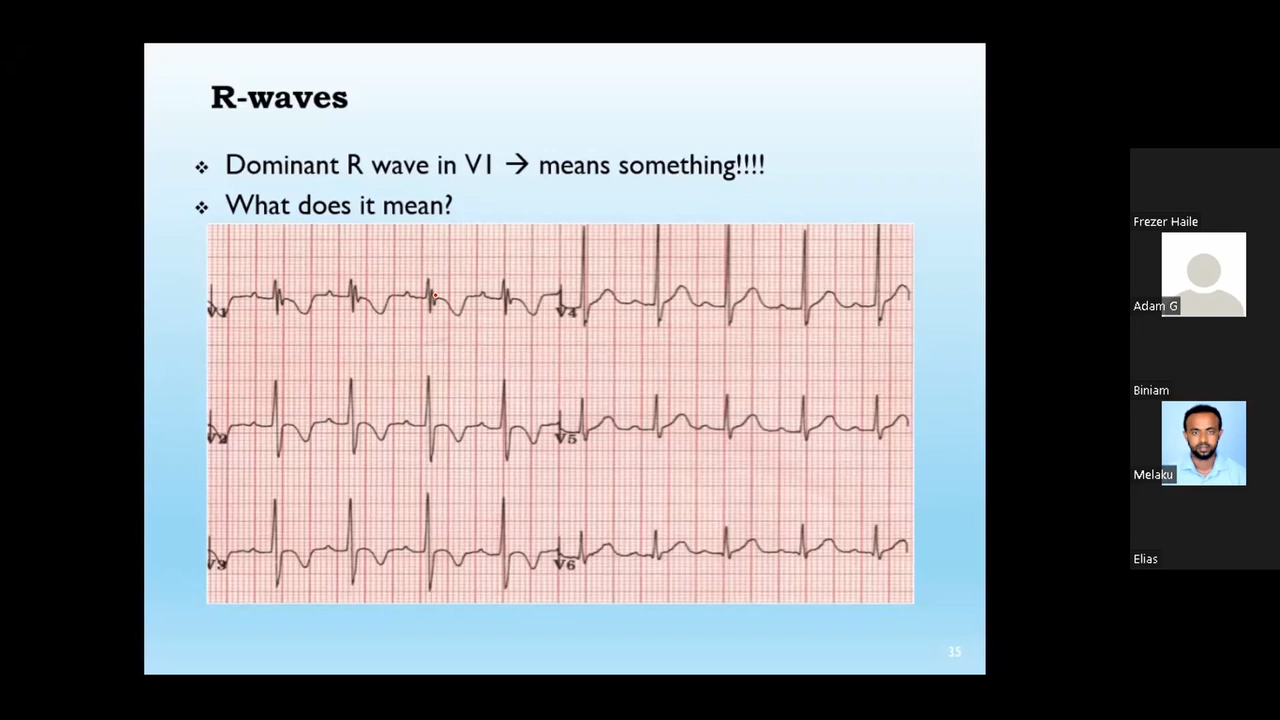 R-waves
❖ Dominant R wave in V1 → means something!!!!
❖ What does it mean?
V1
V4
V2
V5
V3
V6
35
Frezer Haile
Adam G
Biniam
Melaku
Elias